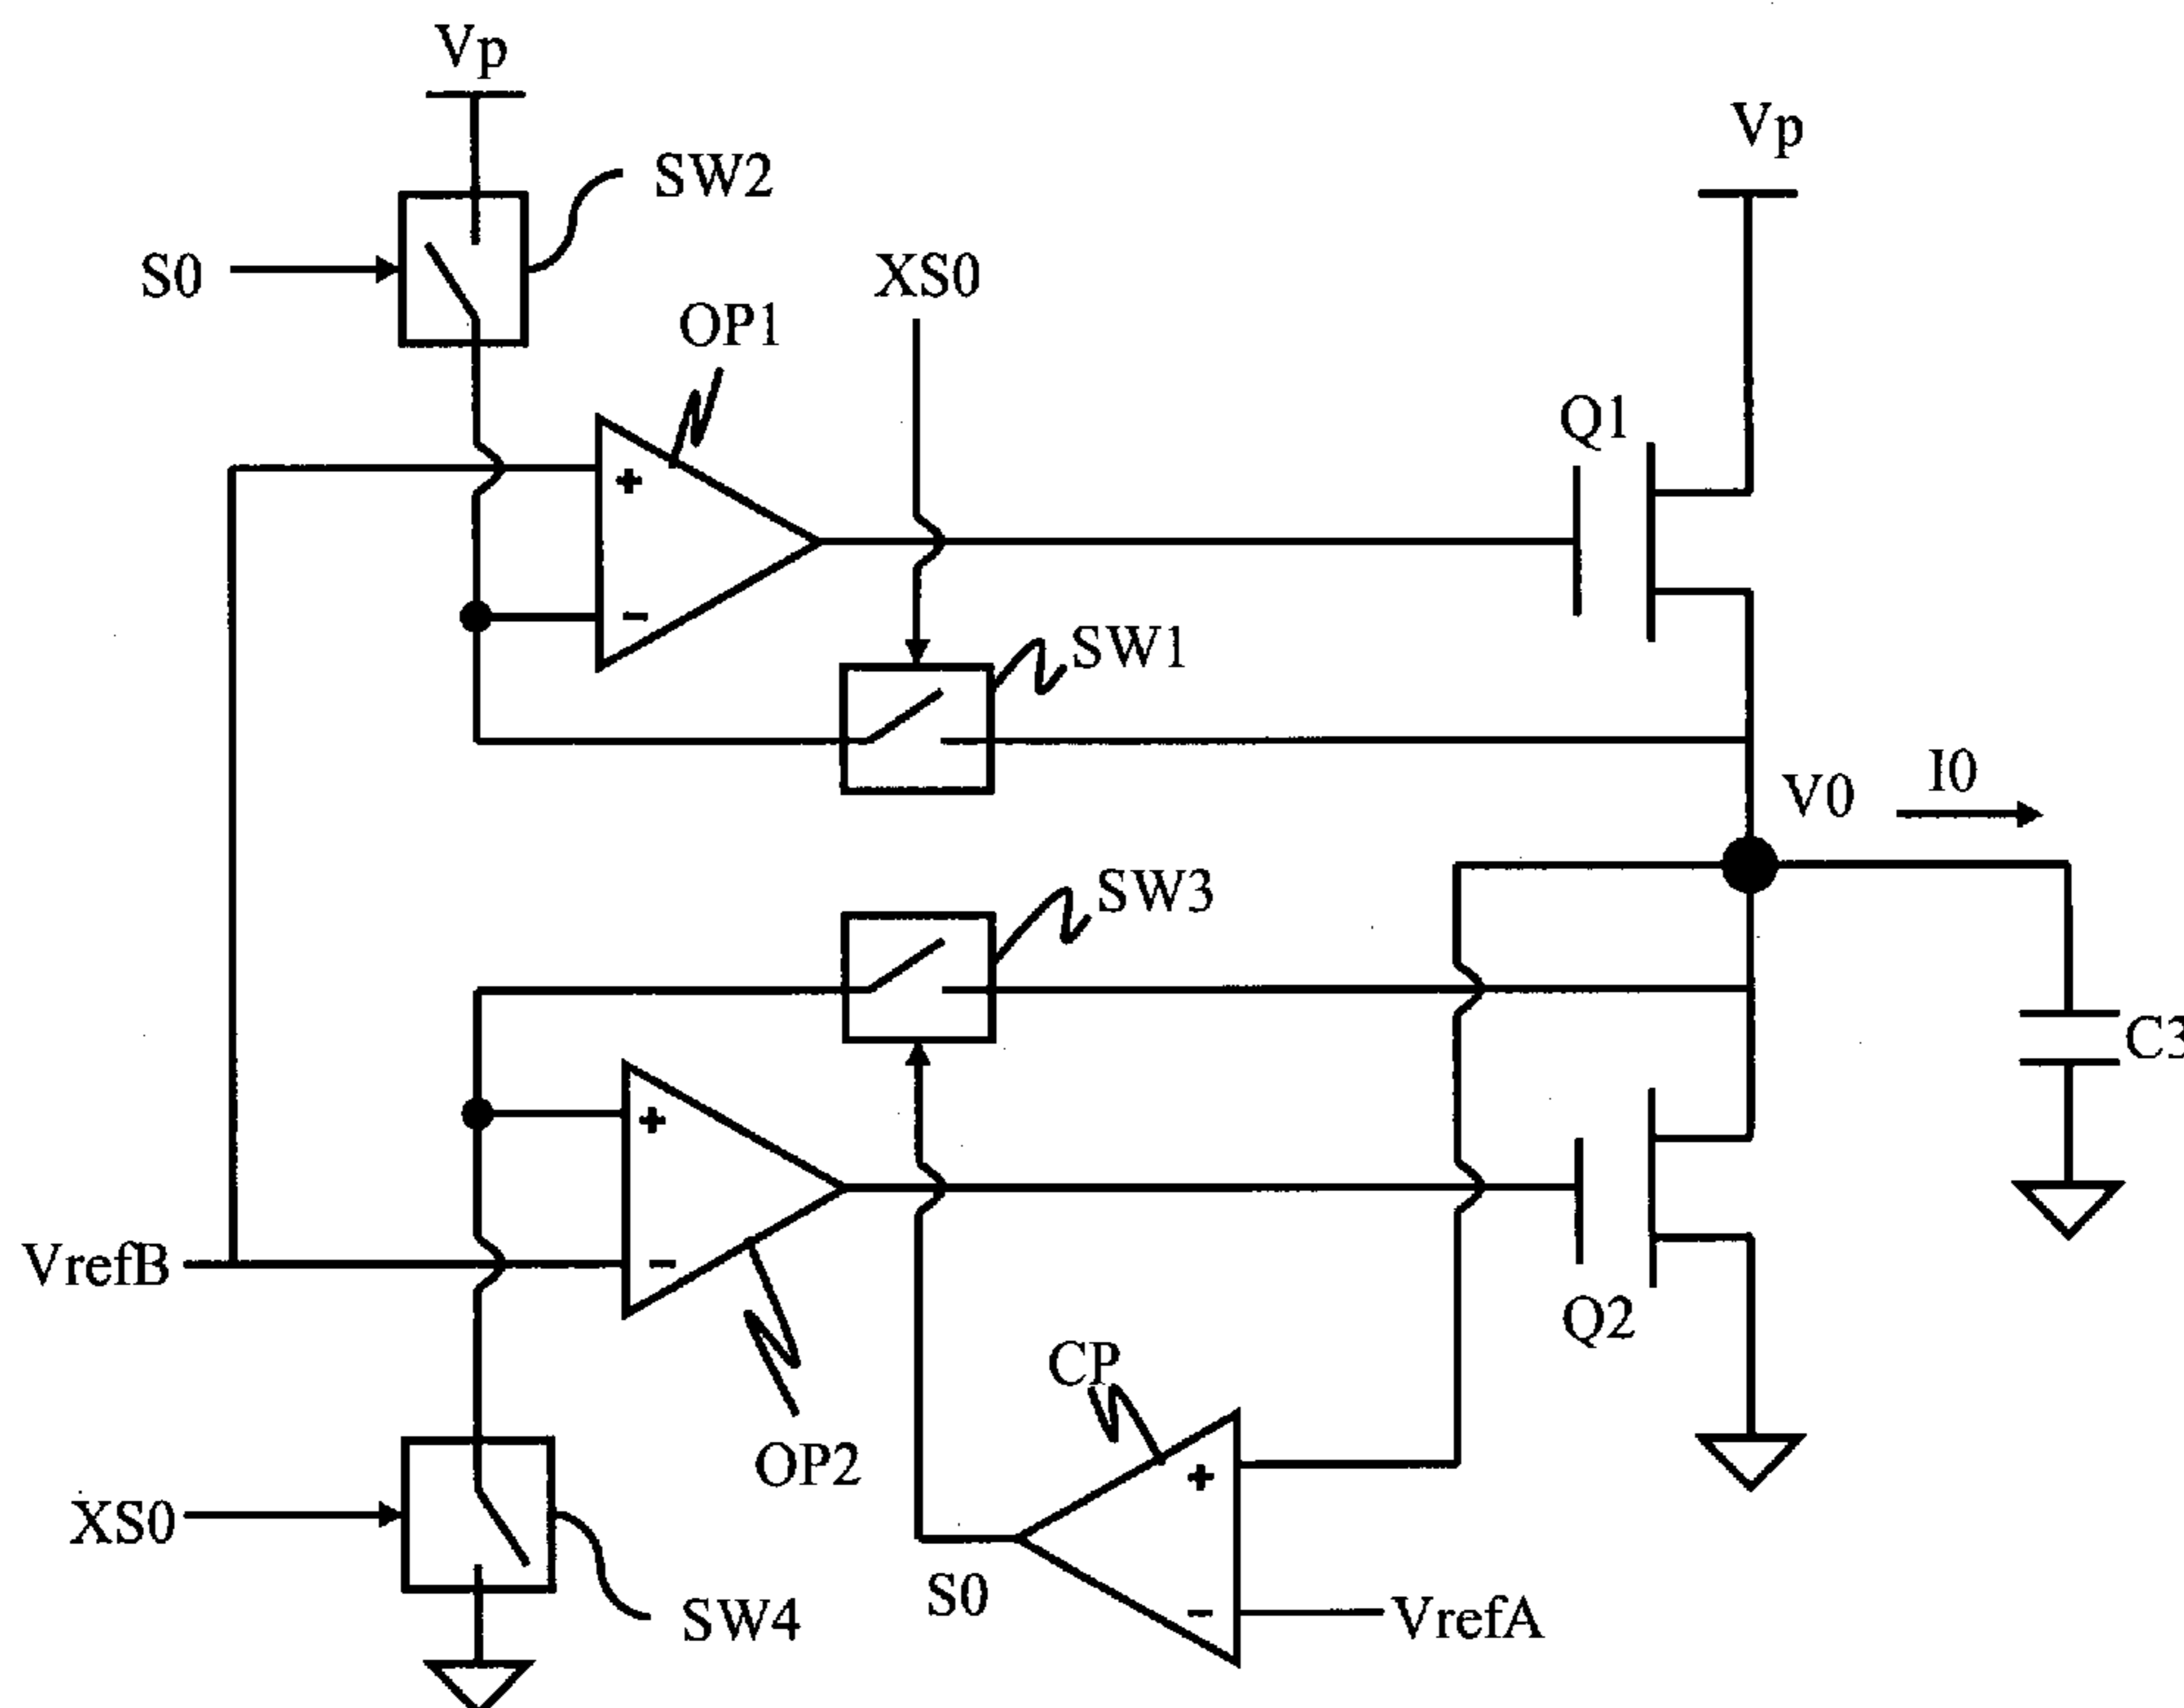 Vp
Vp
SW2
S0
XS0
OP1
Q1
+
-
SW1
V0
I0
SW3
C3
+
-
VrefB
Q2
CP
OP2
+
XS0
S0
-
SW4
VrefA